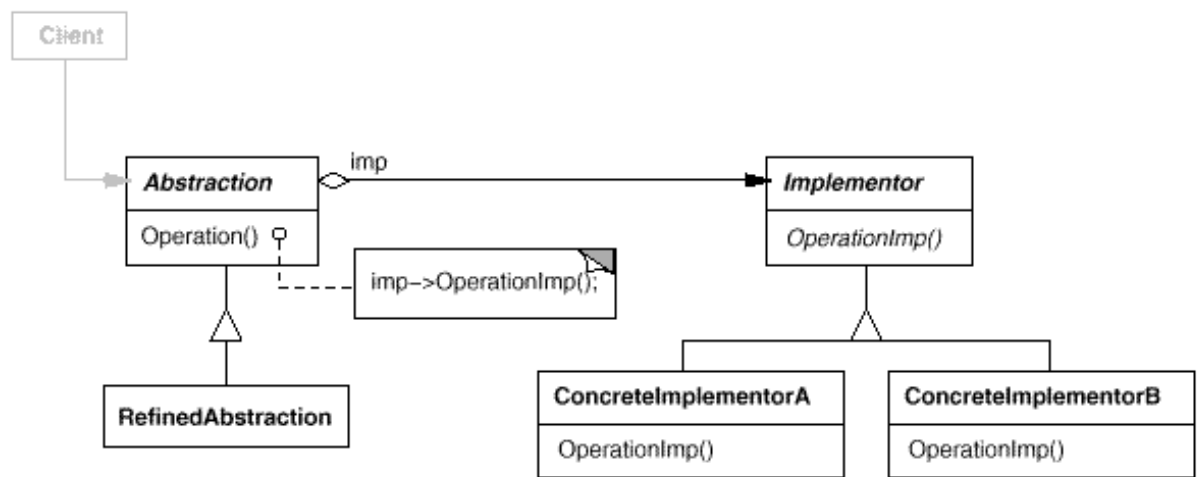 Client
imp
Abstraction
Implementor
Operation()
OperationImp()
imp->OperationImp();
RefinedAbstraction
ConcreteImplementorA
ConcreteImplementorB
OperationImp()
OperationImp()